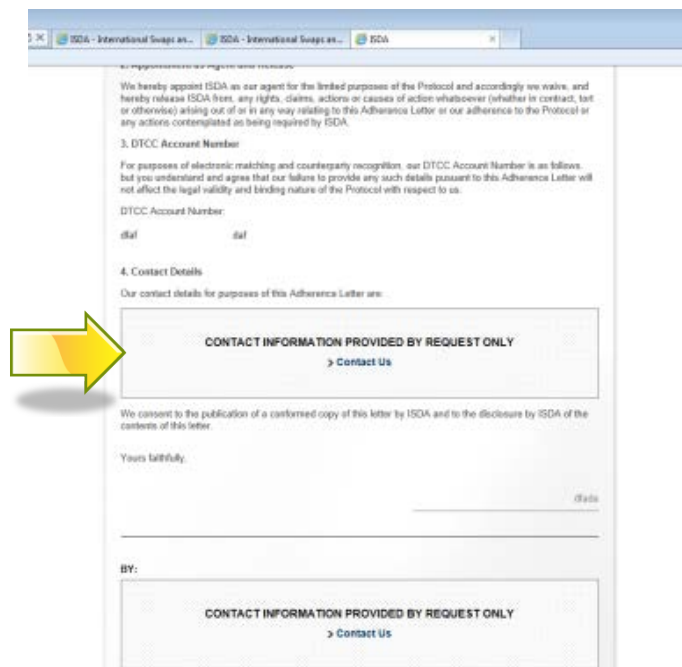 ISDA - International Swaps an...
ISDA - International Swaps an...
ISDA
2. Appointment as Agent and Release
We hereby appoint ISDA as our agent for the limited purposes of the Protocol and accordingly we waive, and
hereby release ISDA from, any rights, claims, actions or causes of action whatsoever (whether in contract, tort
or otherwise) arising out of or in any way relating to this Adherence Letter or our adherence to the Protocol or
any actions contemplated as being required by ISDA.
3. DTCC Account Number
For purposes of electronic matching and counterparty recognition, our DTCC Account Number is as follows,
but you understand and agree that our failure to provide any such details pusuant to this Adherence Letter will
not affect the legal validity and binding nature of the Protocol with respect to us.
DTCC Account Number:
daf
4. Contact Details
Our contact details for purposes of this Adherence Letter are:
CONTACT INFORMATION PROVIDED BY REQUEST ONLY
> Contact Us
We consent to the publication of a conformed copy of this letter by ISDA and to the disclosure by ISDA of the
contents of this letter.
Yours faithfully,
BY:
CONTACT INFORMATION PROVIDED BY REQUEST ONLY
> Contact Us